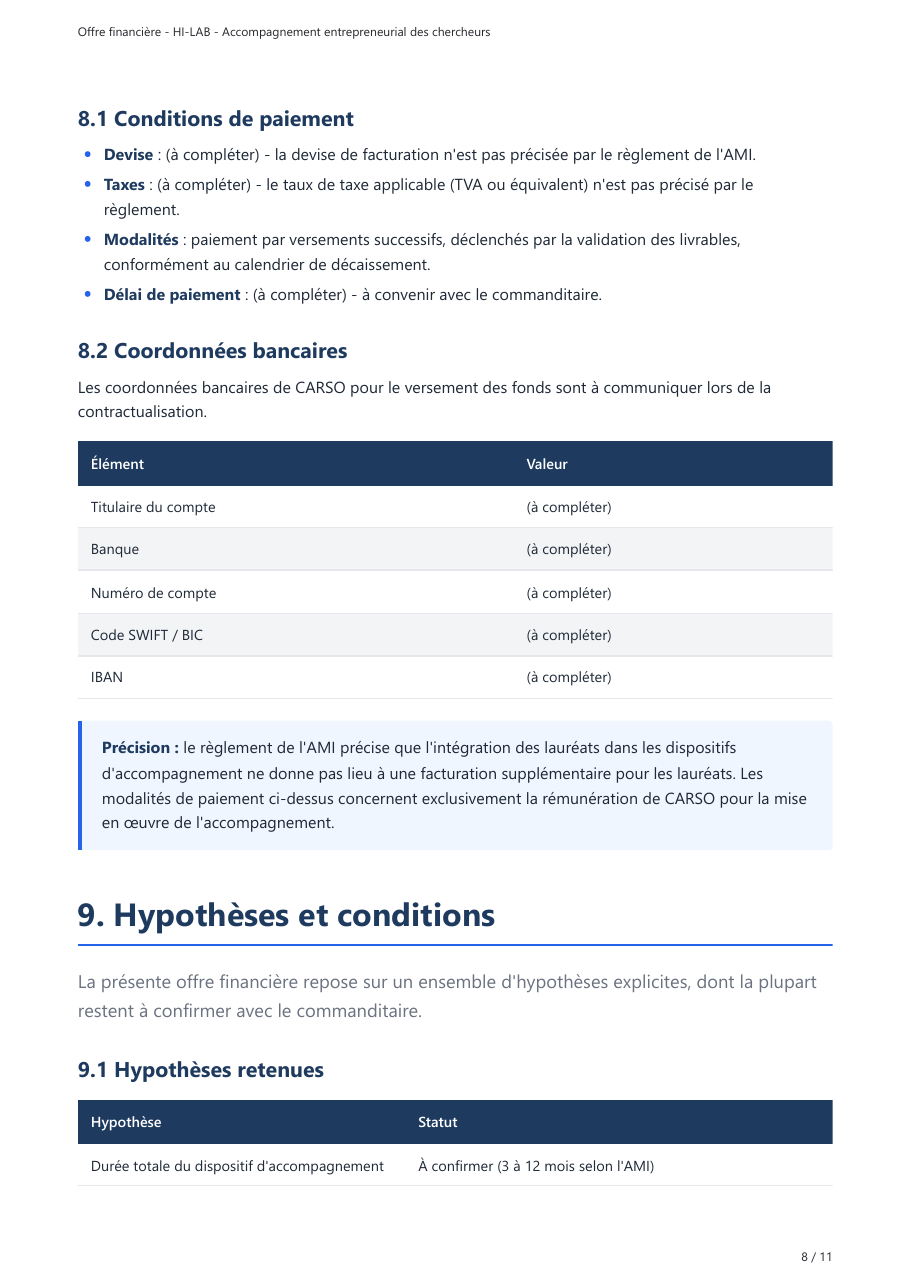 Offre financière - HI-LAB - Accompagnement entrepreneurial des chercheurs
8.1 Conditions de paiement
• Devise : (à compléter) - la devise de facturation n'est pas précisée par le règlement de l'AMI.
• Taxes : (à compléter) - le taux de taxe applicable (TVA ou équivalent) n'est pas précisé par le
règlement.
• Modalités : paiement par versements successifs, déclenchés par la validation des livrables,
conformément au calendrier de décaissement.
• Délai de paiement : (à compléter) - à convenir avec le commanditaire.
8.2 Coordonnées bancaires
Les coordonnées bancaires de CARSO pour le versement des fonds sont à communiquer lors de la
contractualisation.
Élément Valeur
Titulaire du compte (à compléter)
Banque (à compléter)
Numéro de compte (à compléter)
Code SWIFT / BIC (à compléter)
IBAN (à compléter)
Précision : le règlement de l'AMI précise que l'intégration des lauréats dans les dispositifs
d'accompagnement ne donne pas lieu à une facturation supplémentaire pour les lauréats. Les
modalités de paiement ci-dessus concernent exclusivement la rémunération de CARSO pour la mise
en œuvre de l'accompagnement.
9. Hypothèses et conditions
La présente offre financière repose sur un ensemble d'hypothèses explicites, dont la plupart
restent à confirmer avec le commanditaire.
9.1 Hypothèses retenues
Hypothèse Statut
Durée totale du dispositif d'accompagnement À confirmer (3 à 12 mois selon l'AMI)
8 / 11